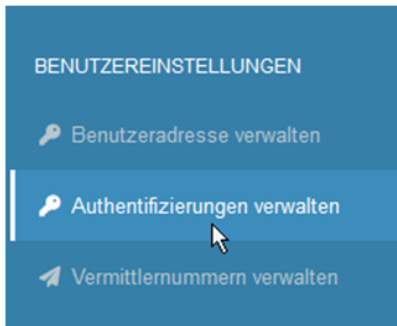 BENUTZEREINSTELLUNGEN
Benutzeradresse verwalten
Authentifizierungen verwalten
Vermittlernummern verwalten